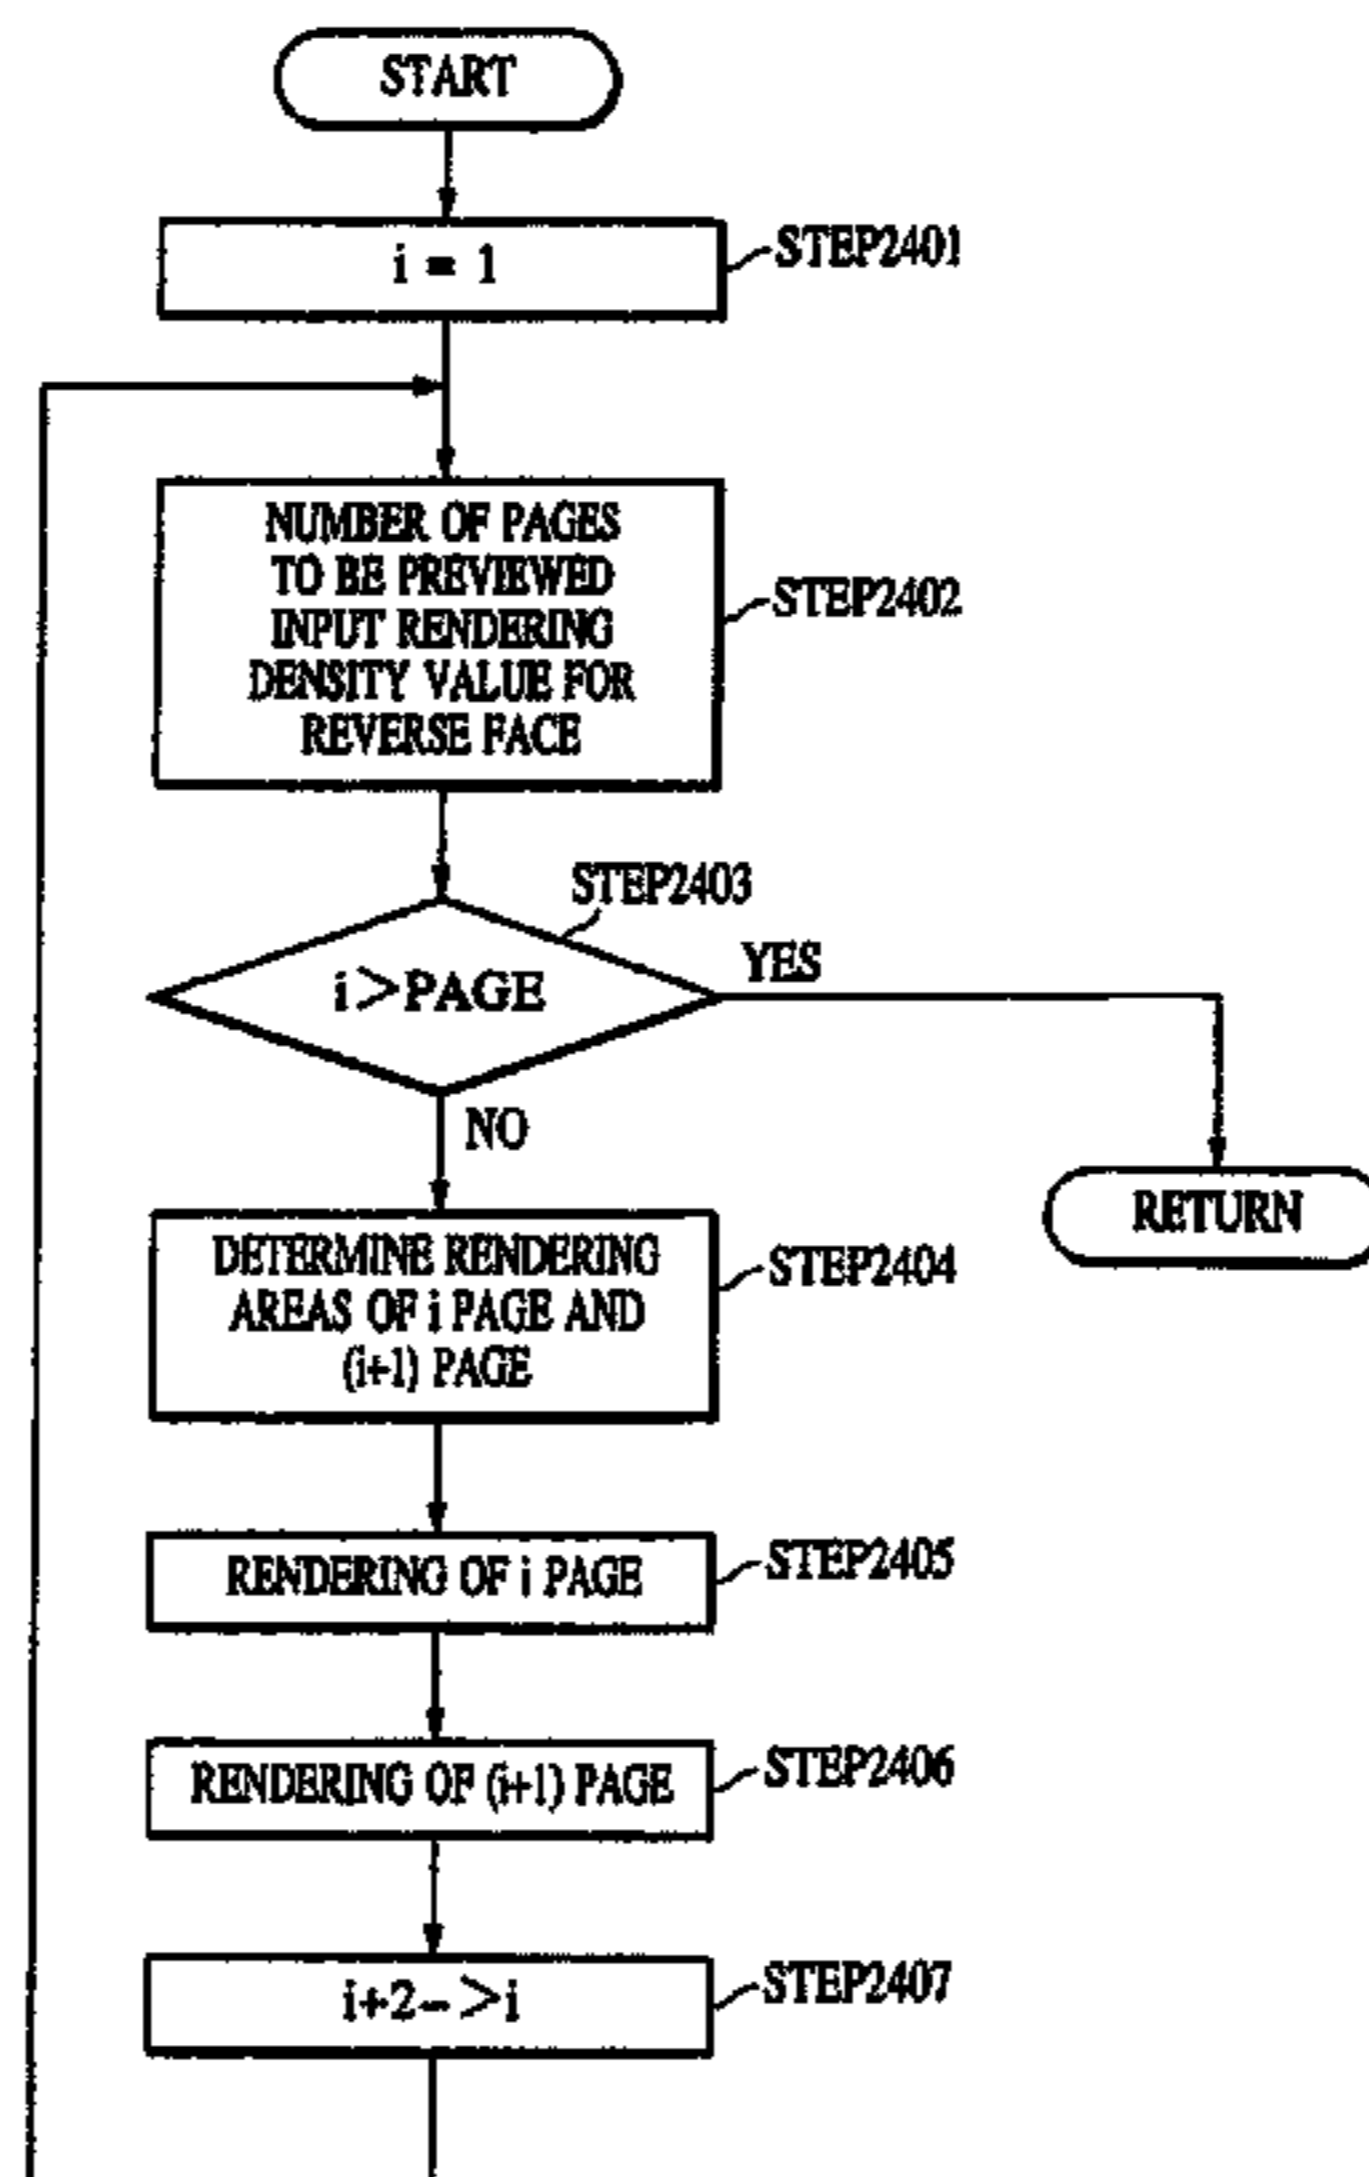 START
i = 1
STEP2401
NUMBER OF PAGES
TO BE PREVIEWED
INPUT RENDERING
DENSITY VALUE FOR
REVERSE FACE
STEP2402
STEP2403
i>PAGE
YES
NO
RETURN
DETERMINE RENDERING
AREAS OF i PAGE AND
(i+1) PAGE
STEP2404
RENDERING OF i PAGE
STEP2405
RENDERING OF (i+1) PAGE
STEP2406
i+2-->i
STEP2407